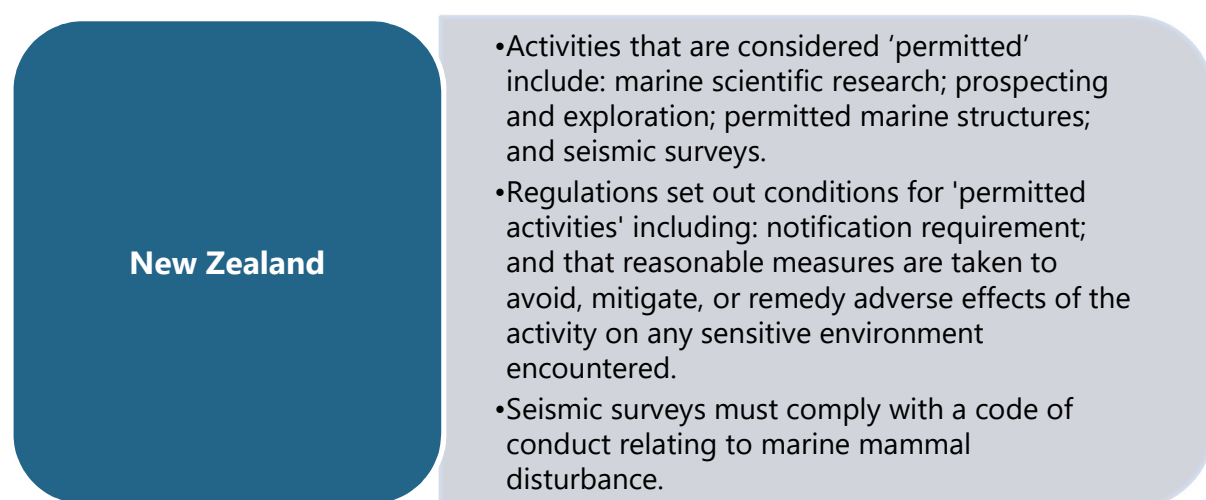 New Zealand
•Activities that are considered ‘permitted’
include: marine scientific research; prospecting
and exploration; permitted marine structures;
and seismic surveys.
•Regulations set out conditions for 'permitted
activities' including: notification requirement;
and that reasonable measures are taken to
avoid, mitigate, or remedy adverse effects of the
activity on any sensitive environment
encountered.
•Seismic surveys must comply with a code of
conduct relating to marine mammal
disturbance.